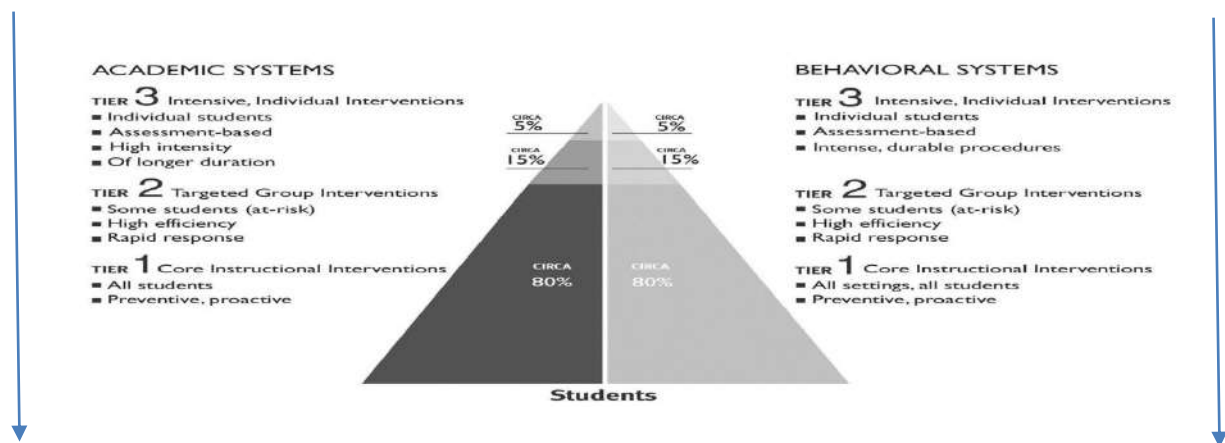 ACADEMIC SYSTEMS
TIER 3 Intensive, Individual Interventions
▪ Individual students
▪ Assessment-based
▪ High intensity
▪ Of longer duration
TIER 2 Targeted Group Interventions
▪ Some students (at-risk)
▪ High efficiency
▪ Rapid response
TIER 1 Core Instructional Interventions
▪ All students
▪ Preventive, proactive
CIRCA
5%
CIRCA
15%
CIRCA
80%
CIRCA
5%
CIRCA
15%
CIRCA
80%
Students
BEHAVIORAL SYSTEMS
TIER 3 Intensive, Individual Interventions
▪ Individual students
▪ Assessment-based
▪ Intense, durable procedures
TIER 2 Targeted Group Interventions
▪ Some students (at-risk)
▪ High efficiency
▪ Rapid response
TIER 1 Core Instructional Interventions
▪ All settings, all students
▪ Preventive, proactive